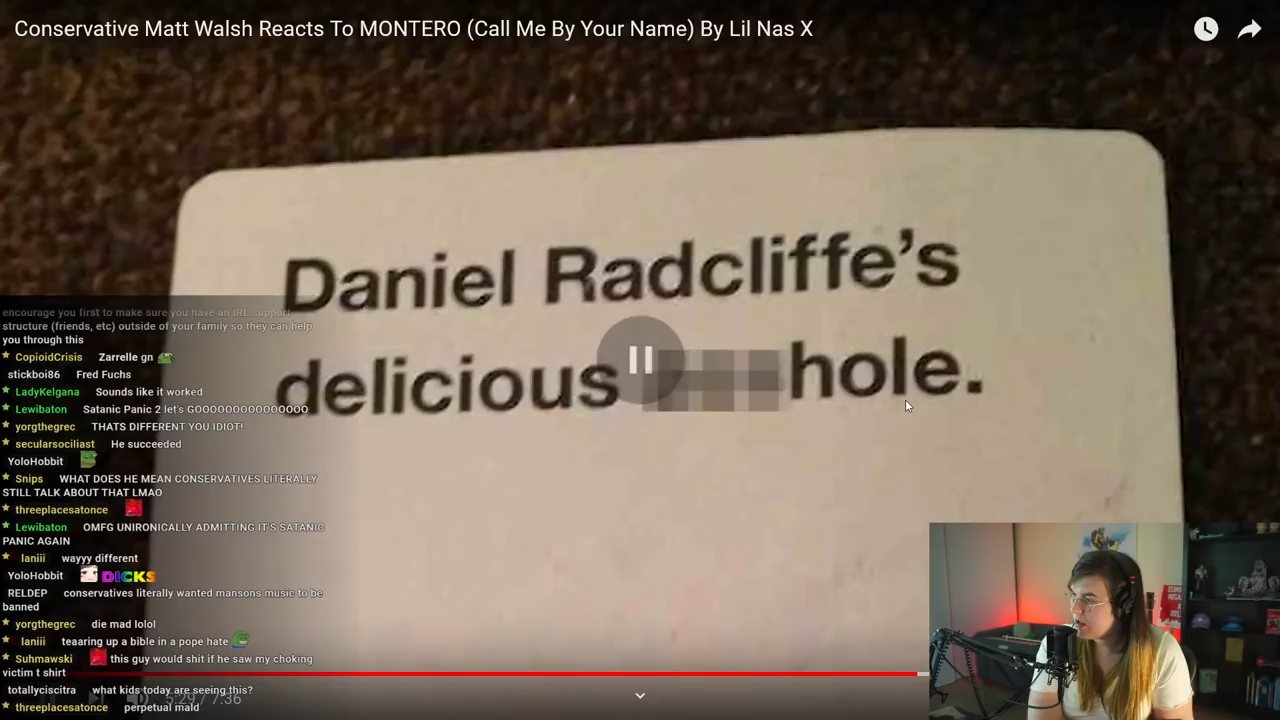 Conservative Matt Walsh Reacts To MONTERO (Call Me By Your Name) By Lil Nas X
Daniel Radcliffe's
delicious hole.
encourage you first to make sure you have an IRL support
structure (friends, etc) outside of your family so they can help
you through this
CopioidCrisis Zarrelle gn
stickboi86 Fred Fuchs
LadyKelgana Sounds like it worked
Lewibaton Satanic Panic 2 let's GOOOOOOOOOOOOOOO
yorgthegrec THATS DIFFERENT YOU IDIOT!
secularsociliast He succeeded
YoloHobbit
Snips WHAT DOES HE MEAN CONSERVATIVES LITERALLY
STILL TALK ABOUT THAT LMAO
threeplacesatonce
Lewibaton OMFG UNIRONICALLY ADMITTING IT'S SATANIC
PANIC AGAIN
laniii wayyy different
YoloHobbit DICKS
RELDEP conservatives literally wanted mansons music to be
banned
yorgthegrec die mad lolol
laniii teaaring up a bible in a pope hate
Suhmawski this guy would shit if he saw my choking
victim t shirt
totallyciscitra what kids today are seeing this?
5:29 / 7:36
threeplacesatonce perpetual mald